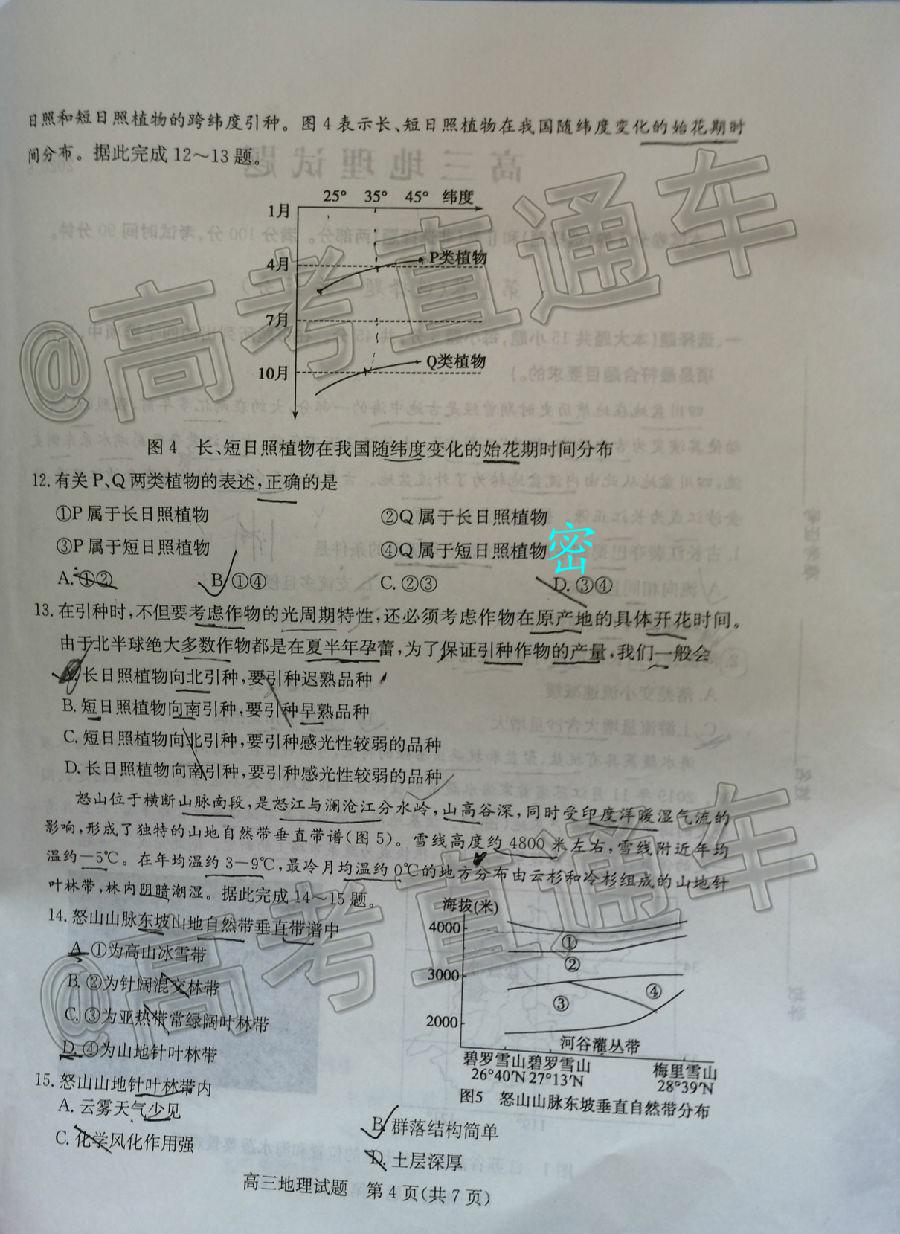 日照和短日照植物的跨纬度引种。图4表示长、短日照植物在我国随纬度变化的始花期时
间分布。据此完成12～13题。
25° 35° 45° 纬度
1月
4月
P类植物
7月
Q类植物
10月
图4 长、短日照植物在我国随纬度变化的始花期时间分布
12.有关P、Q两类植物的表述,正确的是
①P属于长日照植物 ②Q属于长日照植物
③P属于短日照植物 ④Q属于短日照植物
密
A.①② B.①④ C.②③ D.③④
13.在引种时,不但要考虑作物的光周期特性,还必须考虑作物在原产地的具体开花时间。
由于北半球绝大多数作物都是在夏半年孕蕾,为了保证引种作物的产量,我们一般会
长日照植物向北引种,要引种迟熟品种
B.短日照植物向南引种,要引种早熟品种
C.短日照植物向北引种,要引种感光性较弱的品种
D.长日照植物向南引种,要引种感光性较弱的品种
怒山位于横断山脉南段,是怒江与澜沧江分水岭,山高谷深,同时受印度洋暖湿气流的
影响,形成了独特的山地自然带垂直带谱(图5)。雪线高度约4800米左右,雪线附近年均
温约—5℃。在年均温约3—9℃,最冷月均温约0℃的地方分布由云杉和冷杉组成的山地针
叶林带,林内阴暗潮湿。据此完成14～15题。
14.怒山山脉东坡山地自然带垂直带谱中
A.①为高山冰雪带
B.②为针阔混交林带
C.③为亚热带常绿阔叶林带
D.④为山地针叶林带
海拔(米)
4000
①
②
3000
③ ④
2000
河谷灌丛带
碧罗雪山 碧罗雪山 梅里雪山
26°40′N 27°13′N 28°39′N
图5 怒山山脉东坡垂直自然带分布
15.怒山山地针叶林带内
A.云雾天气少见
B.群落结构简单
C.化学风化作用强
D.土层深厚
高三地理试题 第4页(共7页)
@高考直通车
@高考直通车